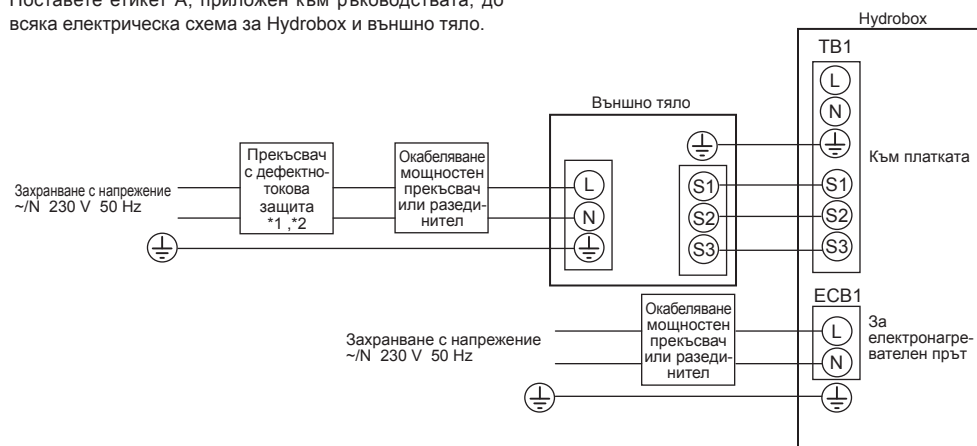 Поставете етикет А, приложен към ръководствата, до
всяка електрическа схема за Hydrobox и външно тяло.
Hydrobox
TB1
L
N
Към платката
S1
S2
S3
Външно тяло
L
N
S1
S2
S3
Прекъсвач
с дефектно-
токова
защита
*1 ,*2
Окабеляване
мощностен
прекъсвач
или разеди-
нител
Захранване с напрежение
~/N 230 V 50 Hz
ECB1
L
N
За
електронагре-
вателен прът
Окабеляване
мощностен
прекъсвач
или разеди-
нител
Захранване с напрежение
~/N 230 V 50 Hz